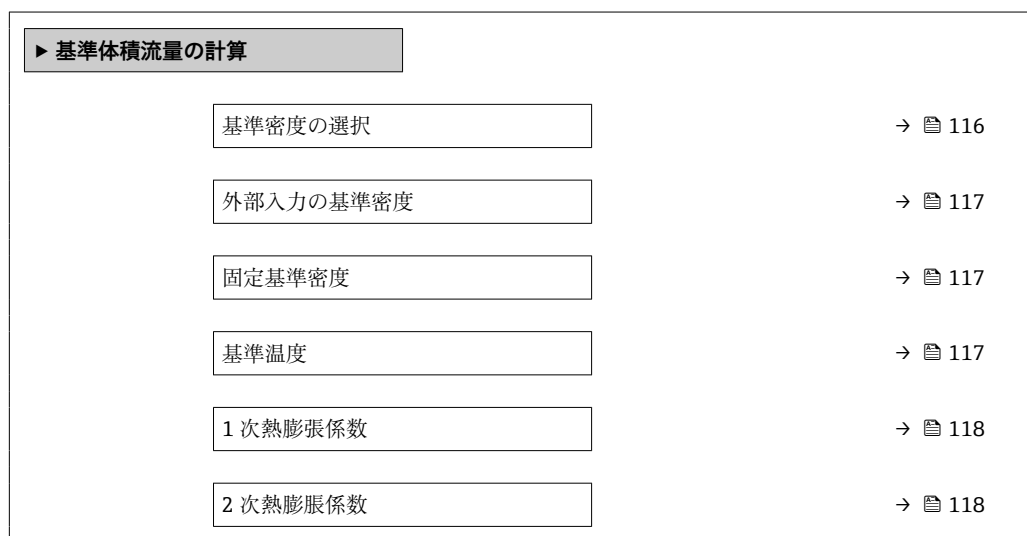 ▶ 基準体積流量の計算
基準密度の選択 → 116
外部入力の基準密度 → 117
固定基準密度 → 117
基準温度 → 117
1 次熱膨張係数 → 118
2 次熱膨脹係数 → 118